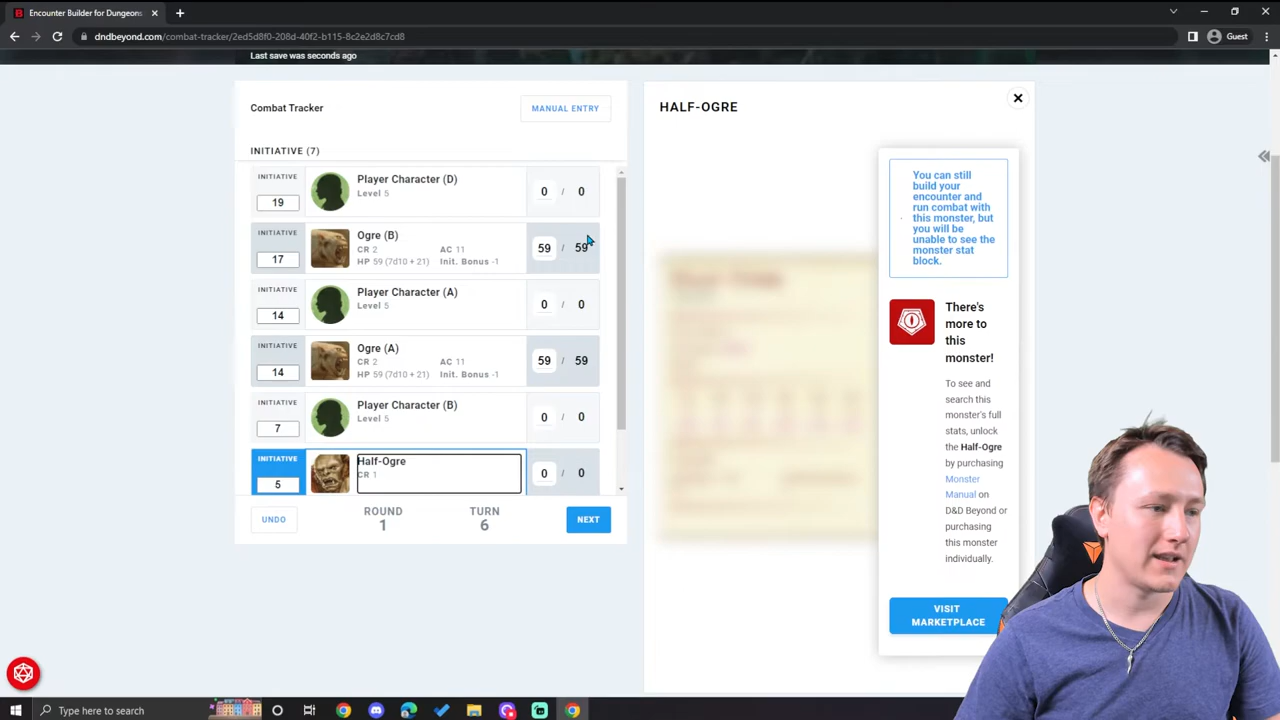 Encounter Builder for Dungeons
dndbeyond.com/combat-tracker/2ed5d8f0-208d-40f2-b115-8c2e2d8c7cd8
Guest
Last save was seconds ago
Combat Tracker
MANUAL ENTRY
INITIATIVE (7)
INITIATIVE
19
Player Character (D)
Level 5
0 / 0
INITIATIVE
17
Ogre (B)
CR 2
AC 11
HP 59 (7d10 + 21)
Init. Bonus -1
59 / 59
INITIATIVE
14
Player Character (A)
Level 5
0 / 0
INITIATIVE
14
Ogre (A)
CR 2
AC 11
HP 59 (7d10 + 21)
Init. Bonus -1
59 / 59
INITIATIVE
7
Player Character (B)
Level 5
0 / 0
INITIATIVE
5
Half-Ogre
CR 1
0 / 0
UNDO
ROUND
1
TURN
6
NEXT
HALF-OGRE
You can still
build your
encounter and
run combat with
this monster, but
you will be
unable to see the
monster stat
block.
There's
more to
this
monster!
To see and
search this
monster's full
stats, unlock
the Half-Ogre
by purchasing
Monster
Manual on
D&D Beyond or
purchasing
this monster
individually.
VISIT
MARKETPLACE
Type here to search